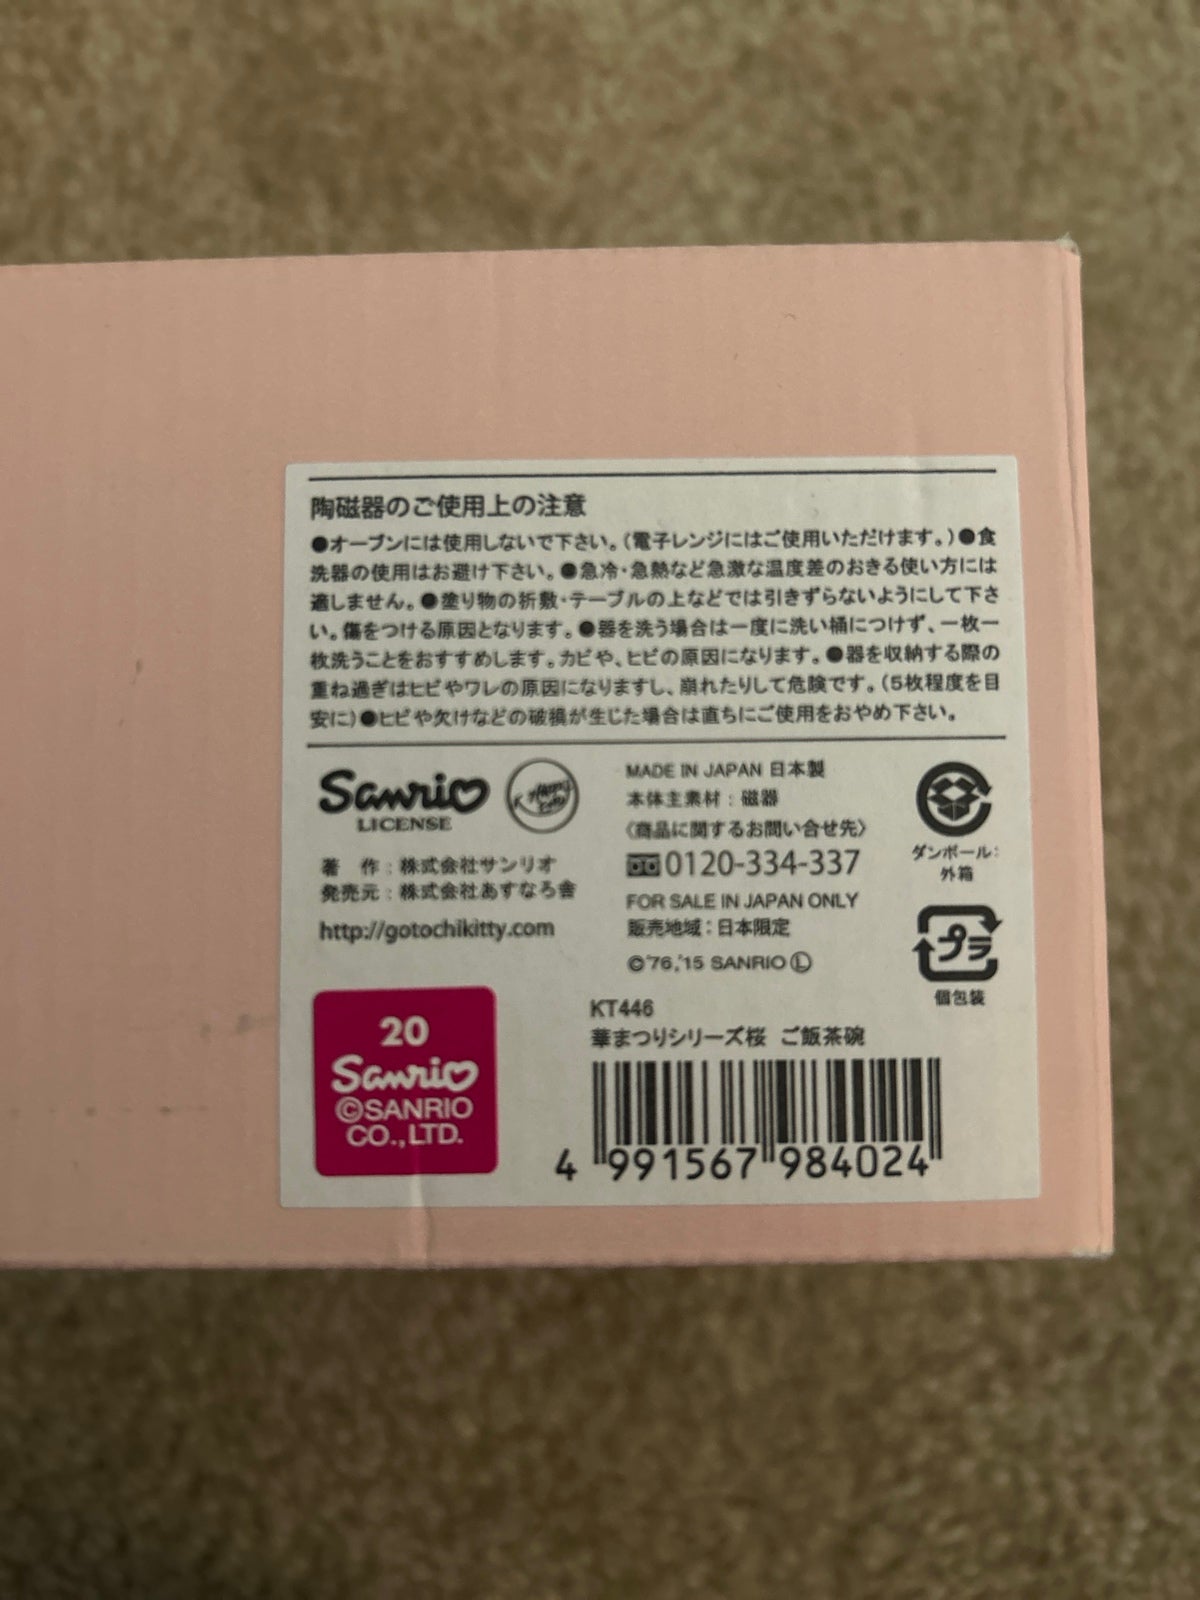 陶磁器のご使用上の注意
●オーブンには使用しないで下さい。(電子レンジにはご使用いただけます。)●食
洗器の使用はお避け下さい。●急冷・急熱など急激な温度差のおきる使い方には
適しません。●塗り物の折敷・テーブルの上などでは引きずらないようにして下さ
い。傷をつける原因となります。●器を洗う場合は一度に洗い桶につけず、一枚一
枚洗うことをおすすめします。カビや、ヒビの原因になります。●器を収納する際の
重ね過ぎはヒビやワレの原因になりますし、崩れたりして危険です。(5枚程度を目
安に)●ヒビや欠けなどの破損が生じた場合は直ちにご使用をおやめ下さい。
Sanrio
LICENSE
著 作:株式会社サンリオ
発売元:株式会社あすなろ舎
http://gotochikitty.com
MADE IN JAPAN 日本製
本体主素材:磁器
〈商品に関するお問い合せ先〉
0120-334-337
FOR SALE IN JAPAN ONLY
販売地域:日本限定
©'76,'15 SANRIO Ⓛ
ダンボール:
外箱
プラ
個包装
20
Sanrio
©SANRIO
CO.,LTD.
KT446
華まつりシリーズ桜 ご飯茶碗
4 991567 984024